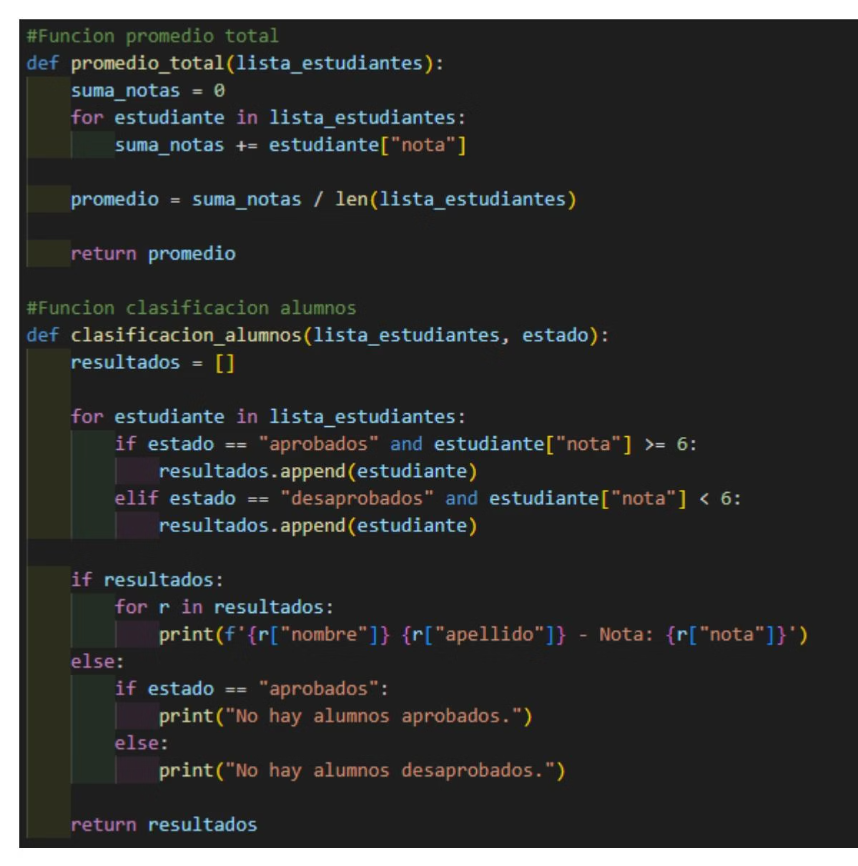 #Funcion promedio total
def promedio_total(lista_estudiantes):
    suma_notas = 0
    for estudiante in lista_estudiantes:
        suma_notas += estudiante["nota"]

    promedio = suma_notas / len(lista_estudiantes)

    return promedio

#Funcion clasificacion alumnos
def clasificacion_alumnos(lista_estudiantes, estado):
    resultados = []

    for estudiante in lista_estudiantes:
        if estado == "aprobados" and estudiante["nota"] >= 6:
            resultados.append(estudiante)
        elif estado == "desaprobados" and estudiante["nota"] < 6:
            resultados.append(estudiante)

    if resultados:
        for r in resultados:
            print(f'{r["nombre"]} {r["apellido"]} - Nota: {r["nota"]}')
    else:
        if estado == "aprobados":
            print("No hay alumnos aprobados.")
        else:
            print("No hay alumnos desaprobados.")

    return resultados